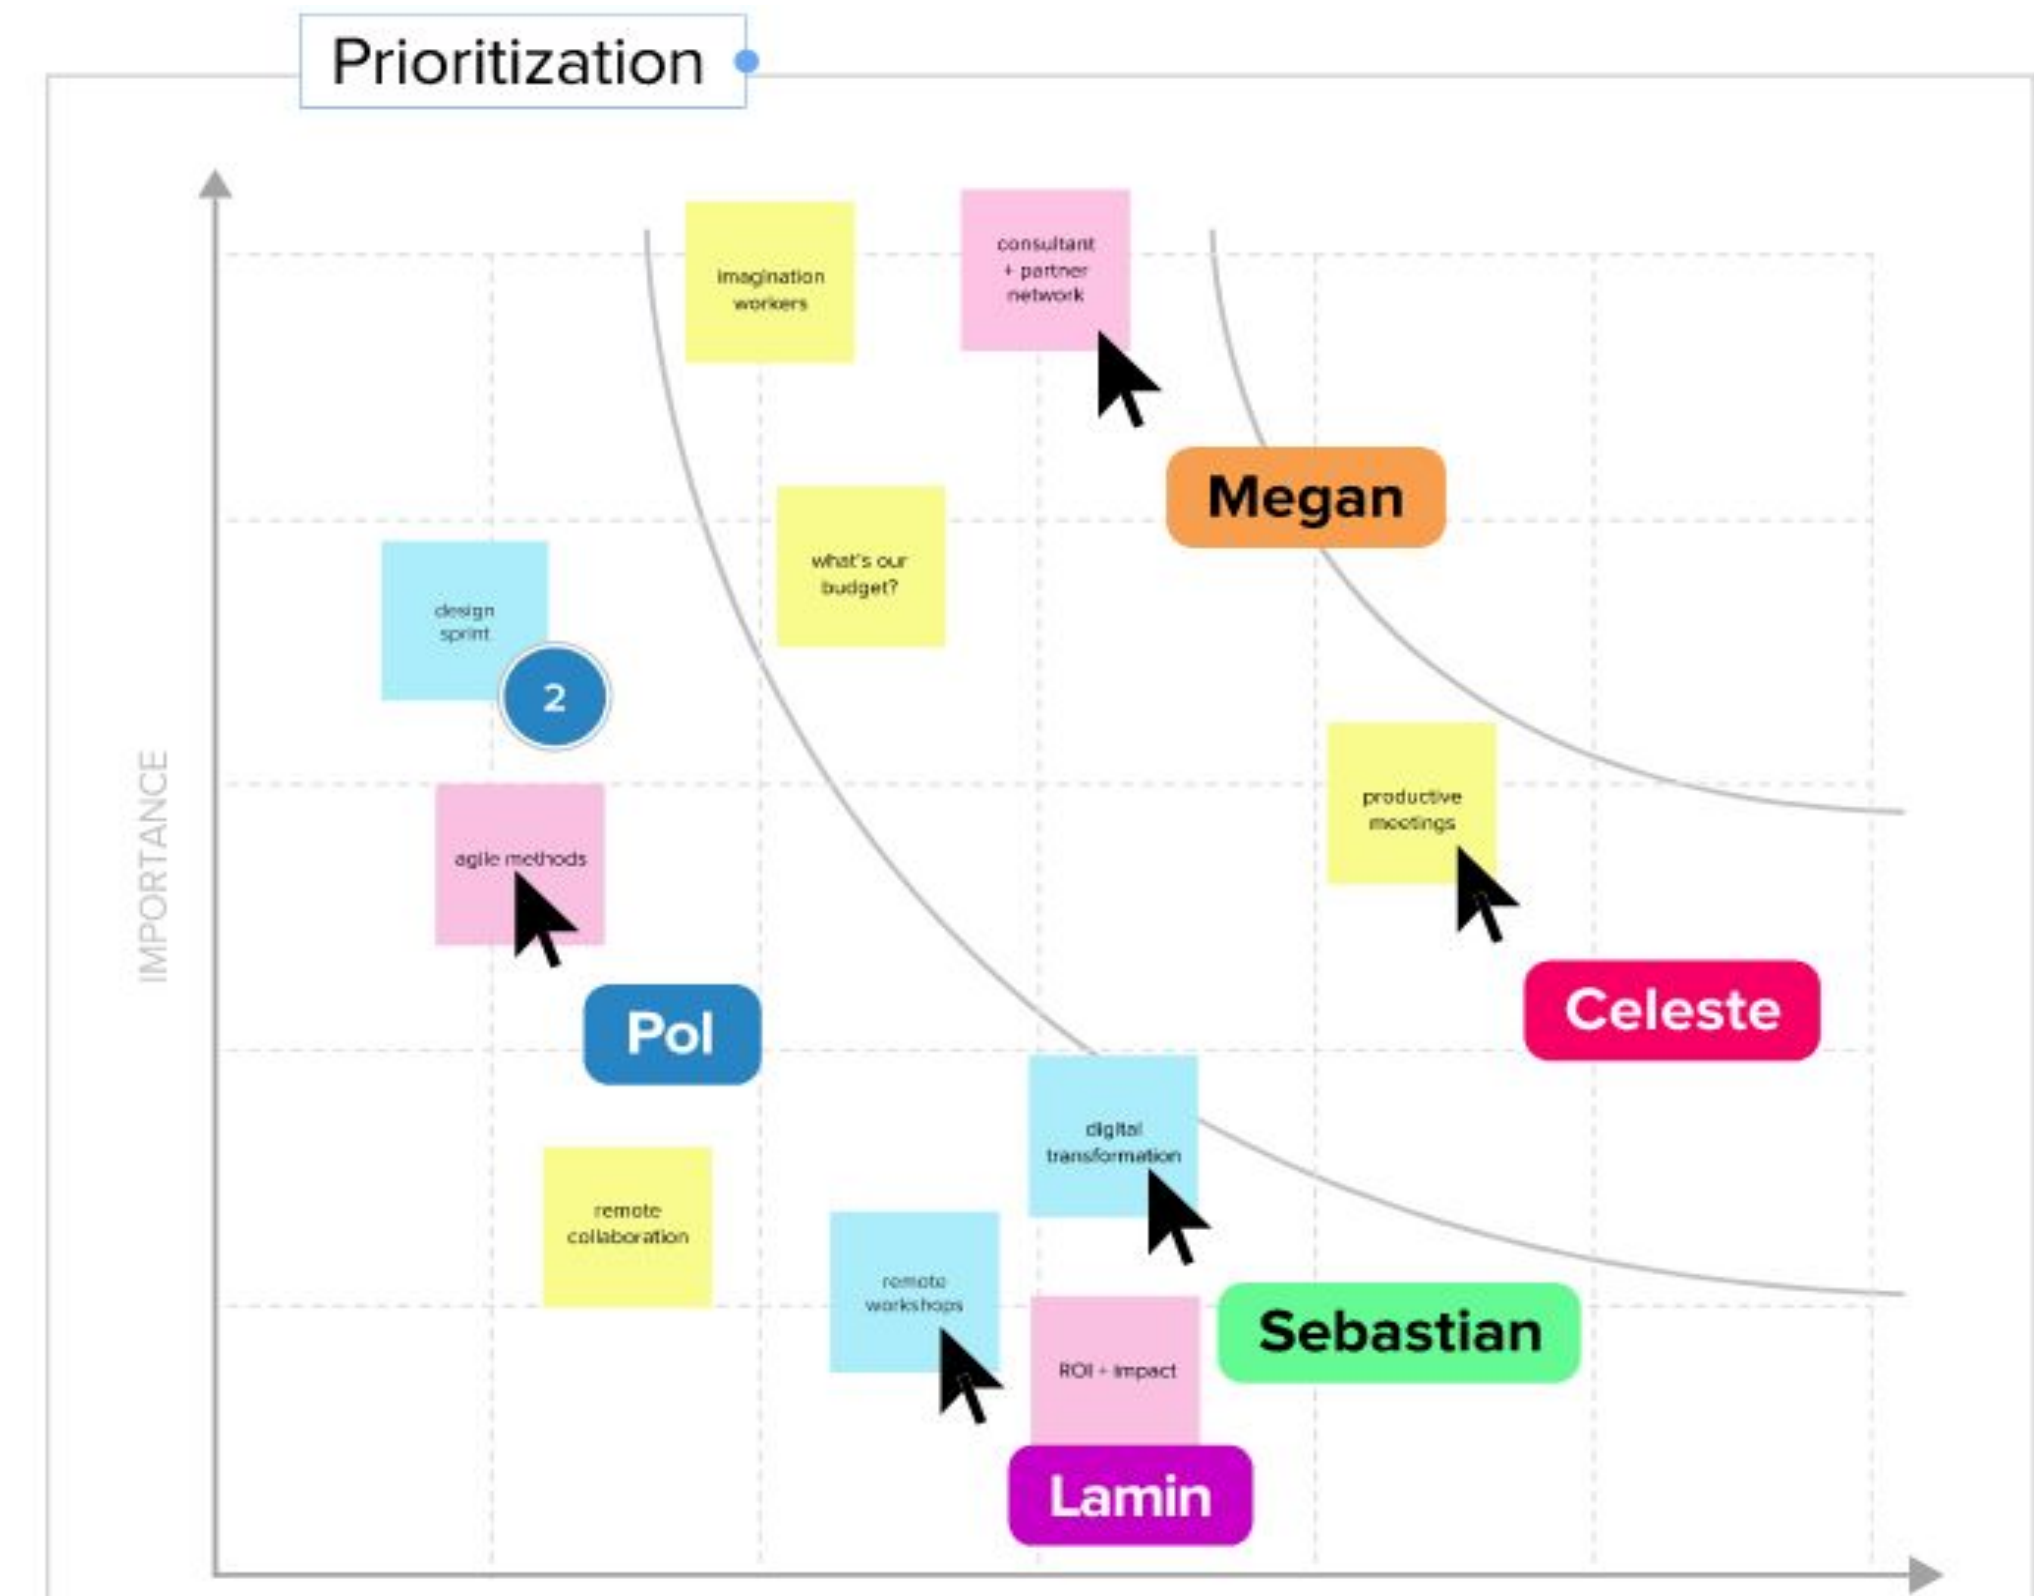 Prioritization
imagination
workers
consultant
+ partner
network
Megan
what's our
budget?
design
sprint
2
productive
meetings
agile methods
IMPORTANCE
Pol
Celeste
digital
transformation
remote
collaboration
remote
workshops
Sebastian
ROI + impact
Lamin